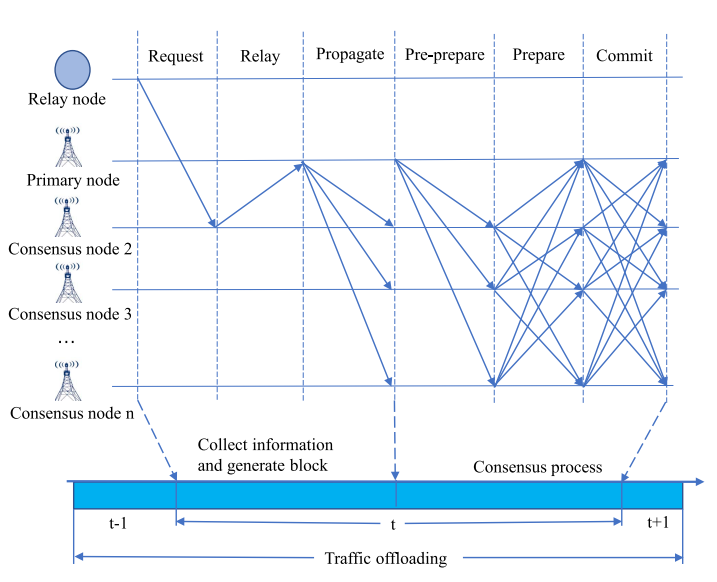 Request Relay Propagate Pre-prepare Prepare Commit
Relay node
Primary node
Consensus node 2
Consensus node 3
...
Consensus node n
Collect information
and generate block
Consensus process
t-1 t t+1
Traffic offloading